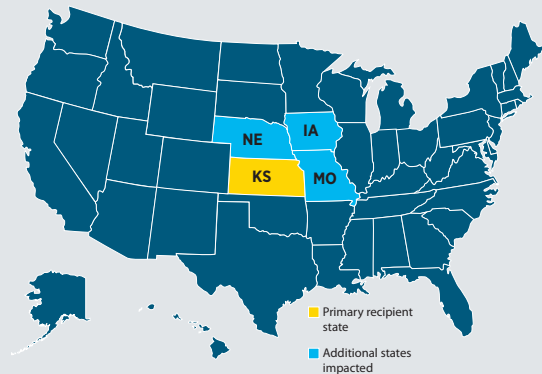 NE
IA
KS
MO
Primary recipient
state
Additional states
impacted